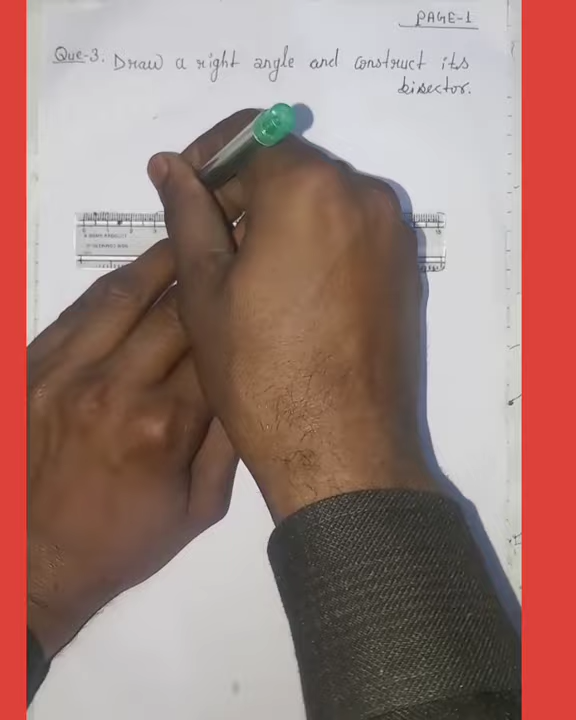 PAGE-1
Que-3. Draw a right angle and construct its
bisector.